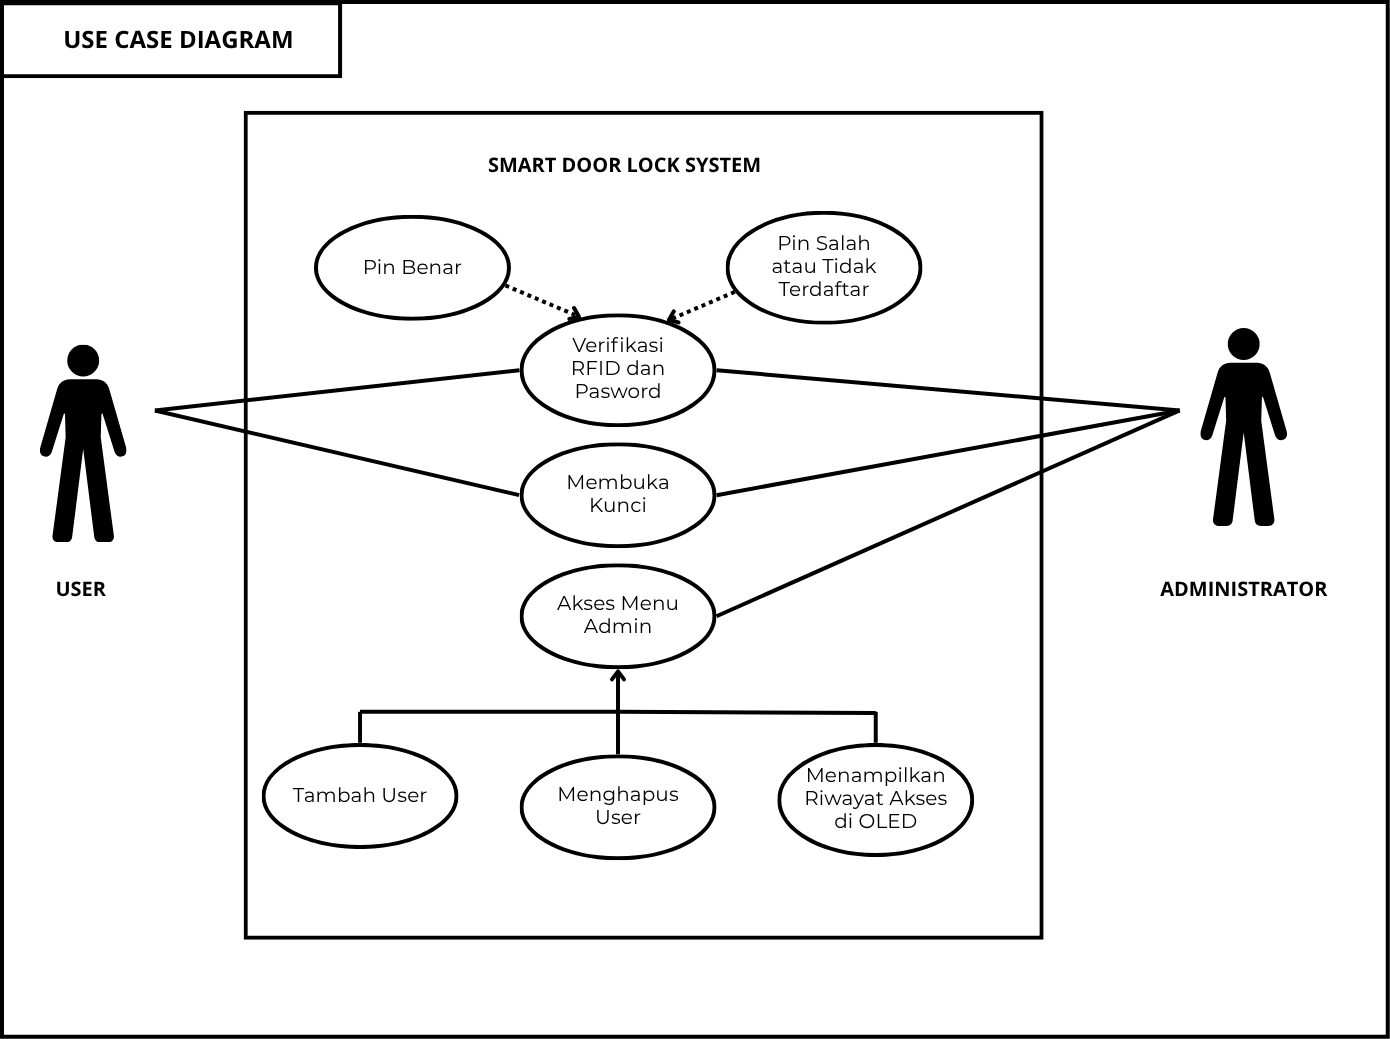 USE CASE DIAGRAM
SMART DOOR LOCK SYSTEM
Pin Benar
Pin Salah
atau Tidak
Terdaftar
Verifikasi
RFID dan
Pasword
Membuka
Kunci
Akses Menu
Admin
USER
ADMINISTRATOR
Tambah User
Menghapus
User
Menampilkan
Riwayat Akses
di OLED